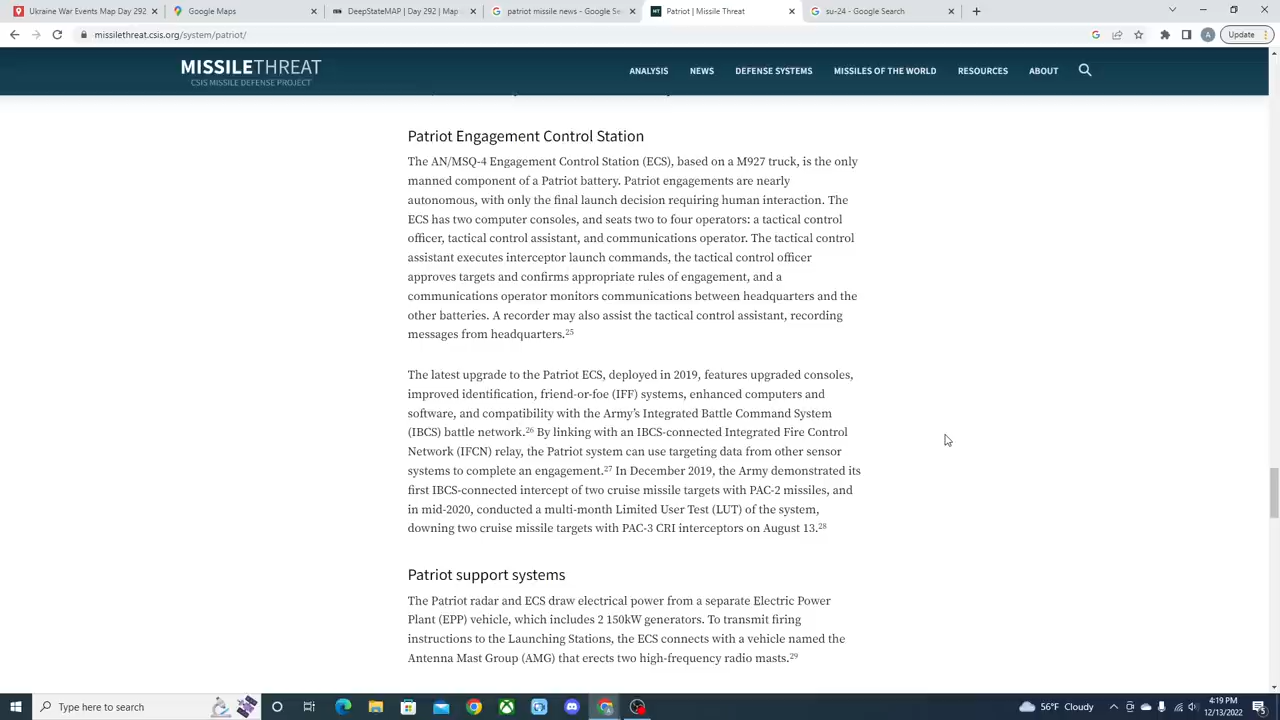 Ukraine War Events Map Day 292
Google Maps
DeepStateMAP | Day 292 | Map
patriot missile news - Google Se
Patriot | Missile Threat
su-24 - Google Search
missilethreat.csis.org/system/patriot/
A
Update
MISSILETHREAT
CSIS MISSILE DEFENSE PROJECT
ANALYSIS
NEWS
DEFENSE SYSTEMS
MISSILES OF THE WORLD
RESOURCES
ABOUT
Patriot Engagement Control Station
The AN/MSQ-4 Engagement Control Station (ECS), based on a M927 truck, is the only
manned component of a Patriot battery. Patriot engagements are nearly
autonomous, with only the final launch decision requiring human interaction. The
ECS has two computer consoles, and seats two to four operators: a tactical control
officer, tactical control assistant, and communications operator. The tactical control
assistant executes interceptor launch commands, the tactical control officer
approves targets and confirms appropriate rules of engagement, and a
communications operator monitors communications between headquarters and the
other batteries. A recorder may also assist the tactical control assistant, recording
messages from headquarters.25
The latest upgrade to the Patriot ECS, deployed in 2019, features upgraded consoles,
improved identification, friend-or-foe (IFF) systems, enhanced computers and
software, and compatibility with the Army's Integrated Battle Command System
(IBCS) battle network.26 By linking with an IBCS-connected Integrated Fire Control
Network (IFCN) relay, the Patriot system can use targeting data from other sensor
systems to complete an engagement.27 In December 2019, the Army demonstrated its
first IBCS-connected intercept of two cruise missile targets with PAC-2 missiles, and
in mid-2020, conducted a multi-month Limited User Test (LUT) of the system,
downing two cruise missile targets with PAC-3 CRI interceptors on August 13.28
Patriot support systems
The Patriot radar and ECS draw electrical power from a separate Electric Power
Plant (EPP) vehicle, which includes 2 150kW generators. To transmit firing
instructions to the Launching Stations, the ECS connects with a vehicle named the
Antenna Mast Group (AMG) that erects two high-frequency radio masts.29
Type here to search
56°F Cloudy
4:19 PM
12/13/2022